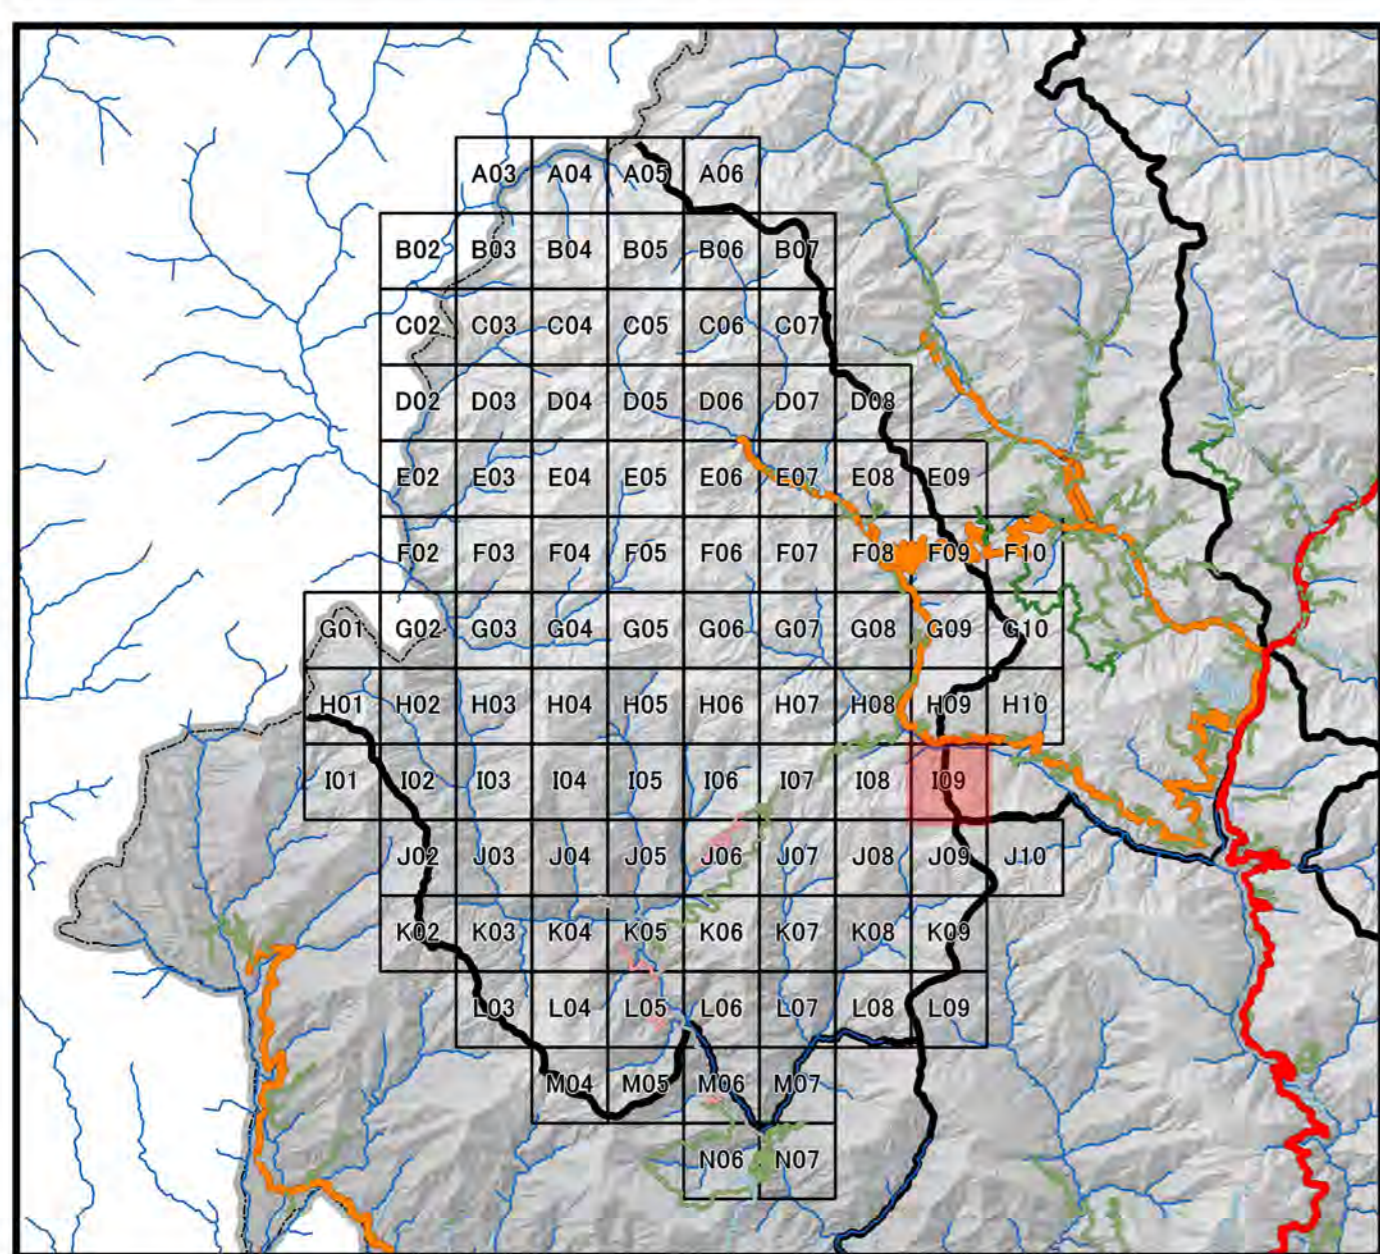 A03 A04 A05 A06
B02 B03 B04 B05 B06 B07
C02 C03 C04 C05 C06 C07
D02 D03 D04 D05 D06 D07 D08
E02 E03 E04 E05 E06 E07 E08 E09
F02 F03 F04 F05 F06 F07 F08 F09 F10
G01 G02 G03 G04 G05 G06 G07 G08 G09 G10
H01 H02 H03 H04 H05 H06 H07 H08 H09 H10
I01 I02 I03 I04 I05 I06 I07 I08 I09
J02 J03 J04 J05 J06 J07 J08 J09 J10
K02 K03 K04 K05 K06 K07 K08 K09
L03 L04 L05 L06 L07 L08 L09
M04 M05 M06 M07
N06 N07